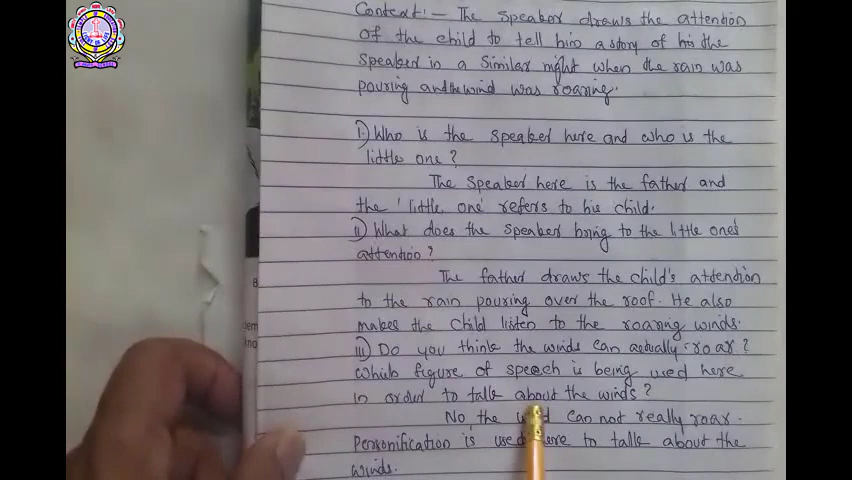 Context:- The speaker draws the attention
of the child to tell him a story of his the
speaker in a similar night when the rain was
pouring and the wind was roaring.
I) Who is the speaker here and who is the
little one?
The speaker here is the father and
the 'little one' refers to his child.
II) What does the speaker bring to the little one's
attention?
The father draws the child's attention
to the rain pouring over the roof. He also
makes the child listen to the roaring winds.
III) Do you think the winds can actually roar?
Which figure of speech is being used here
in order to talk about the winds?
No, the wind can not really roar.
Personification is used here to talk about the
winds.